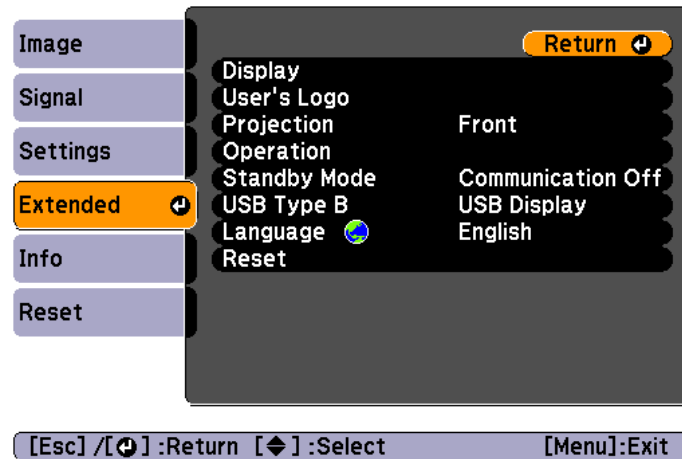 Image
Signal
Settings
Extended
Info
Reset
Return
Display
User's Logo
Projection Front
Operation
Standby Mode Communication Off
USB Type B USB Display
Language English
Reset
[Esc] /[ ] :Return [ ] :Select [Menu]:Exit